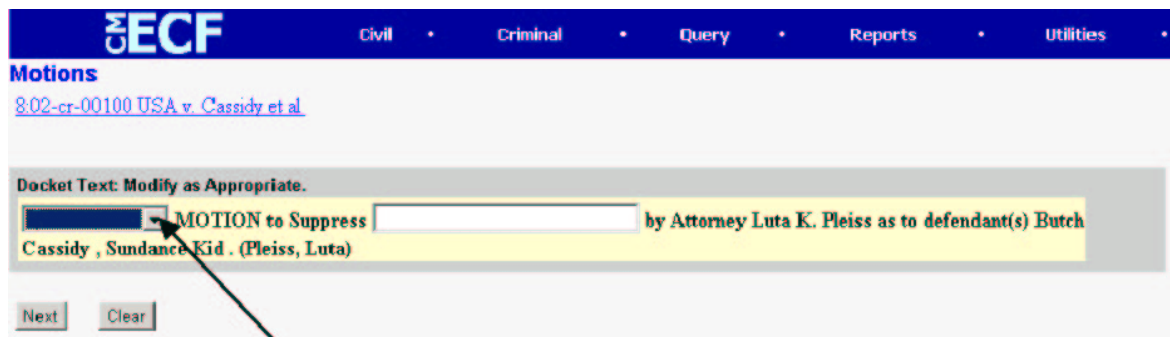 CM ECF Civil • Criminal • Query • Reports • Utilities •
Motions
8:02-cr-00100 USA v. Cassidy et al
Docket Text: Modify as Appropriate.
MOTION to Suppress by Attorney Luta K. Pleiss as to defendant(s) Butch
Cassidy , Sundance Kid . (Pleiss, Luta)
Next Clear